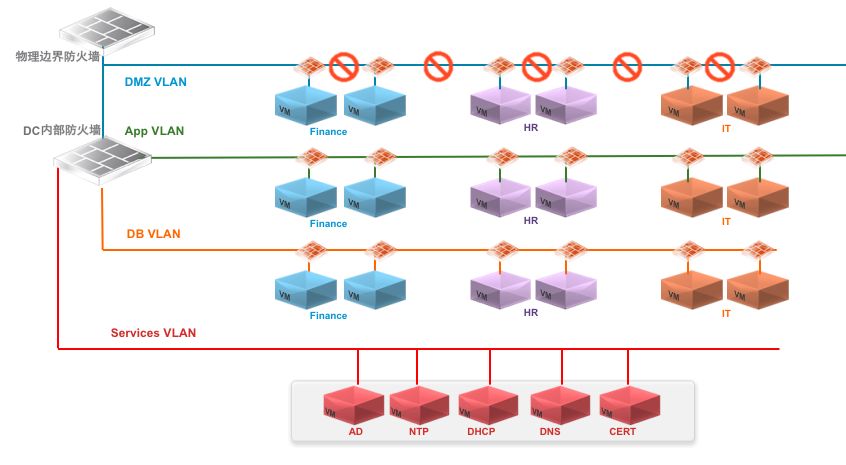 物理边界防火墙
DMZ VLAN
VM VM VM VM VM VM
Finance HR IT
DC内部防火墙
App VLAN
VM VM VM VM VM VM
Finance HR IT
DB VLAN
VM VM VM VM VM VM
Finance HR IT
Services VLAN
VM VM VM VM VM
AD NTP DHCP DNS CERT